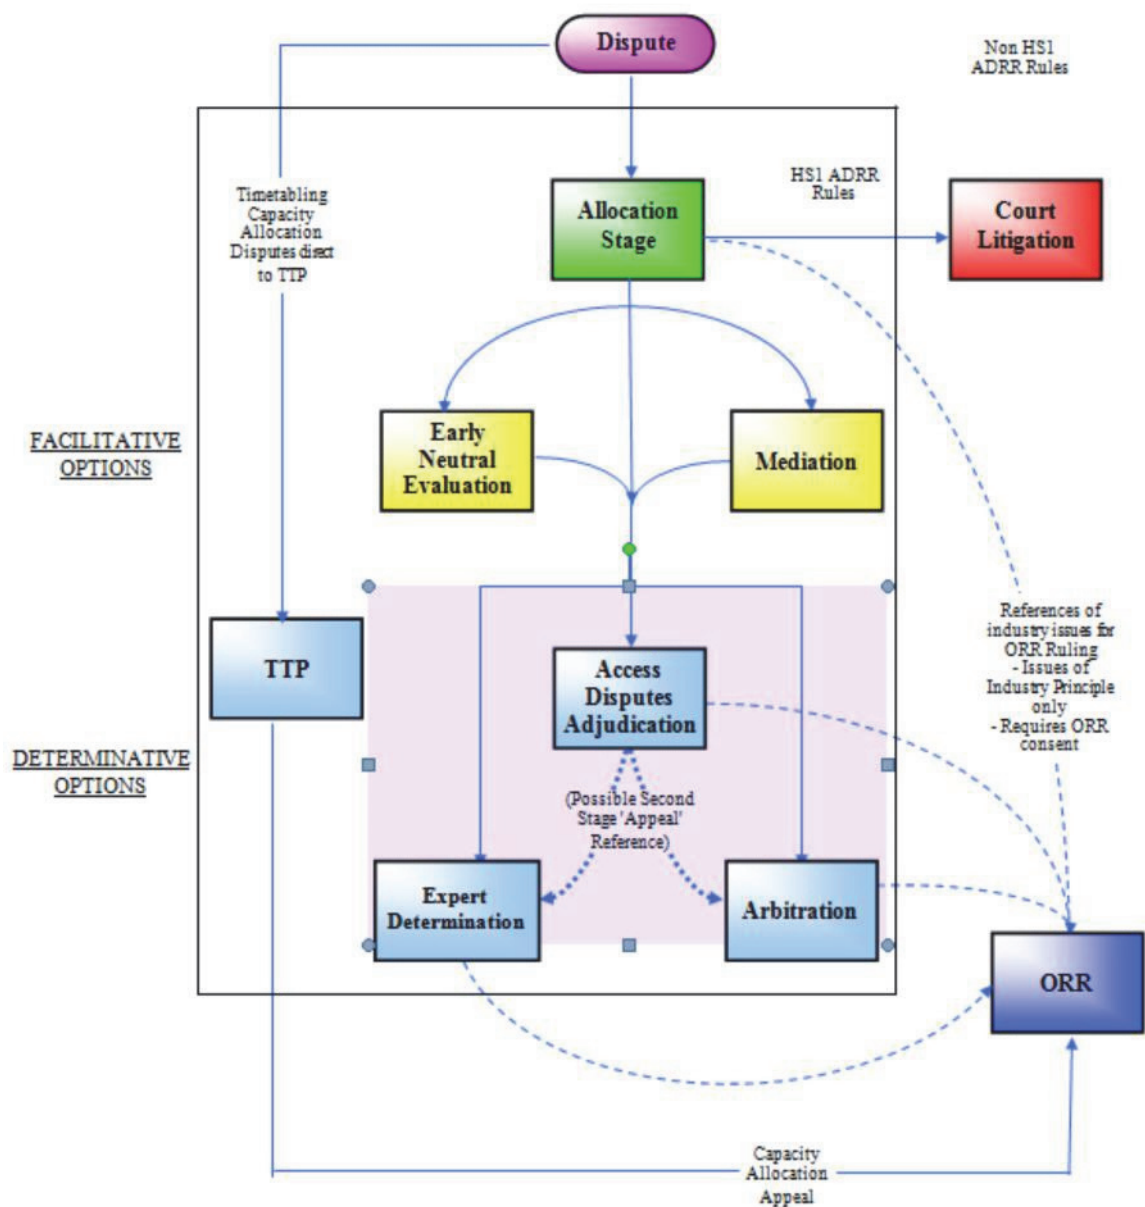 Dispute
Non HS1
ADRR Rules
Timetabling
Capacity
Allocation
Disputes direct
to TTP
Allocation
Stage
HS1 ADRR
Rules
Court
Litigation
FACILITATIVE
OPTIONS
Early
Neutral
Evaluation
Mediation
TTP
Access
Disputes
Adjudication
References of
industry issues for
ORR Ruling
- Issues of
Industry Principle
only
- Requires ORR
consent
DETERMINATIVE
OPTIONS
(Possible Second
Stage 'Appeal'
Reference)
Expert
Determination
Arbitration
ORR
Capacity
Allocation
Appeal